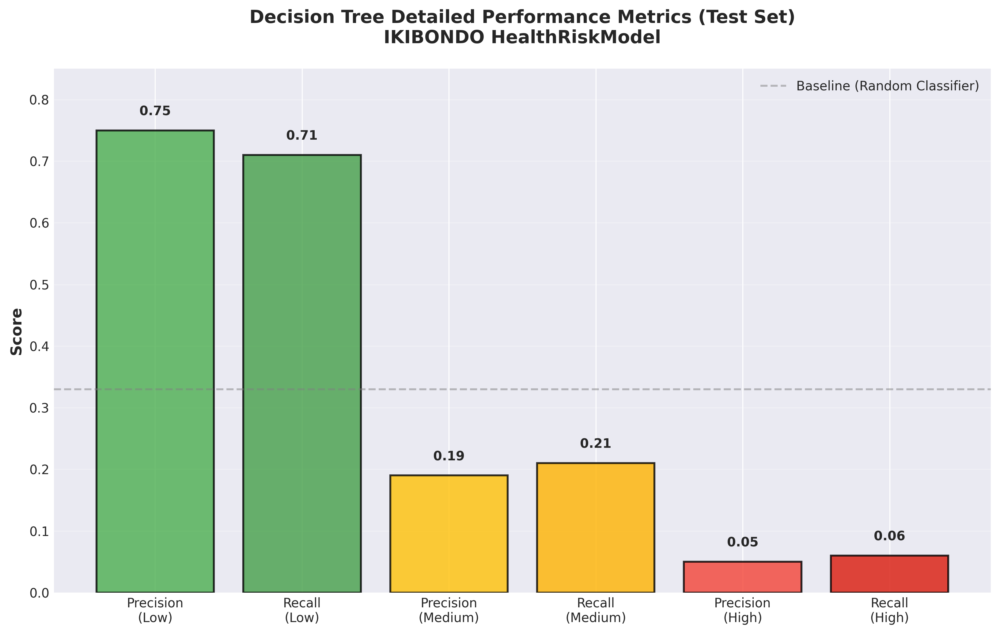 Decision Tree Detailed Performance Metrics (Test Set)
IKIBONDO HealthRiskModel
Baseline (Random Classifier)
Score
0.8
0.7
0.6
0.5
0.4
0.3
0.2
0.1
0.0
0.75
0.71
0.19
0.21
0.05
0.06
Precision
(Low)
Recall
(Low)
Precision
(Medium)
Recall
(Medium)
Precision
(High)
Recall
(High)